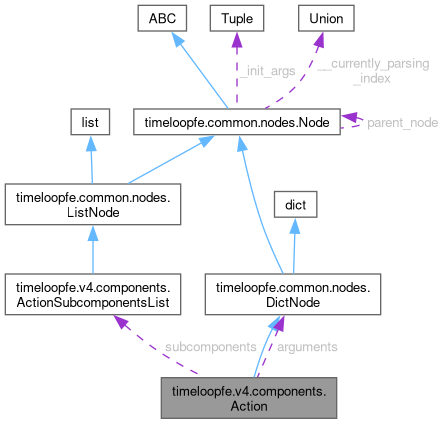 ABC
Tuple
Union
_init_args
__currently_parsing
_index
timeloopfe.common.nodes.Node
parent_node
list
timeloopfe.common.nodes.
ListNode
dict
timeloopfe.v4.components.
ActionSubcomponentsList
timeloopfe.common.nodes.
DictNode
subcomponents
arguments
timeloopfe.v4.components.
Action